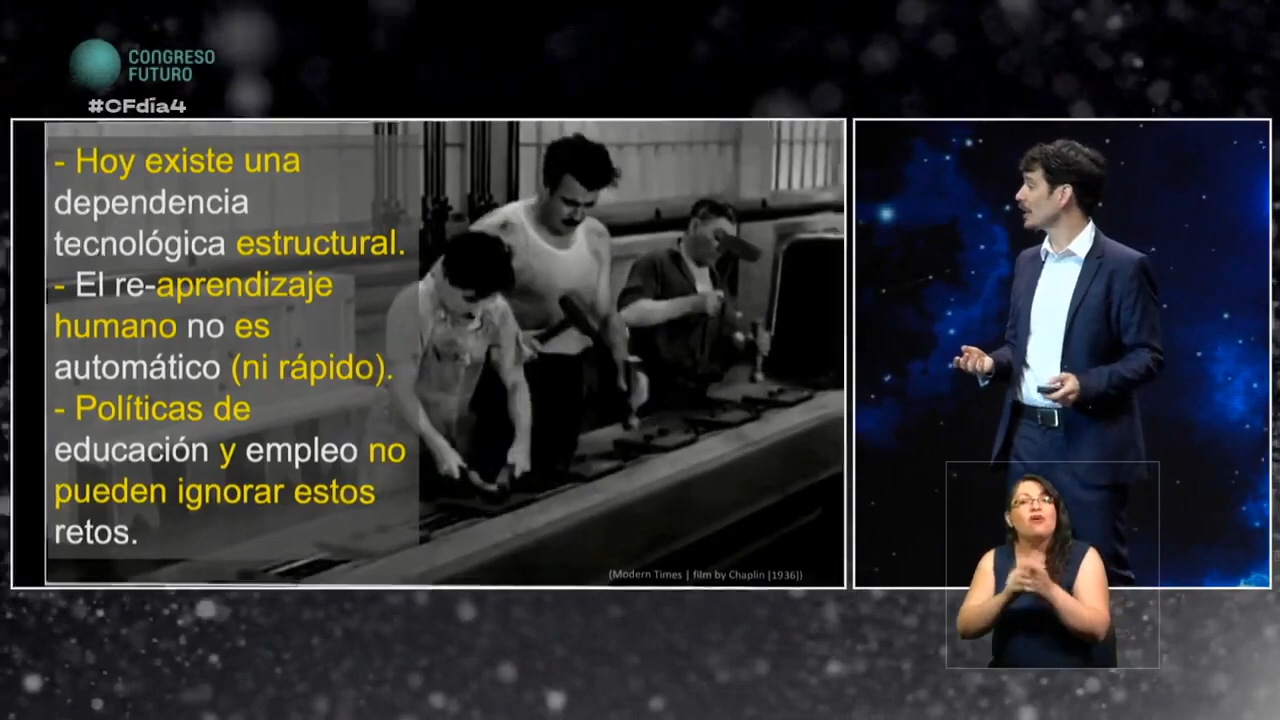 CONGRESO
FUTURO
#CFdía4
- Hoy existe una
dependencia
tecnológica estructural.
- El re-aprendizaje
humano no es
automático (ni rápido).
- Políticas de
educación y empleo no
pueden ignorar estos
retos.
(Modern Times | film by Chaplin [1936])